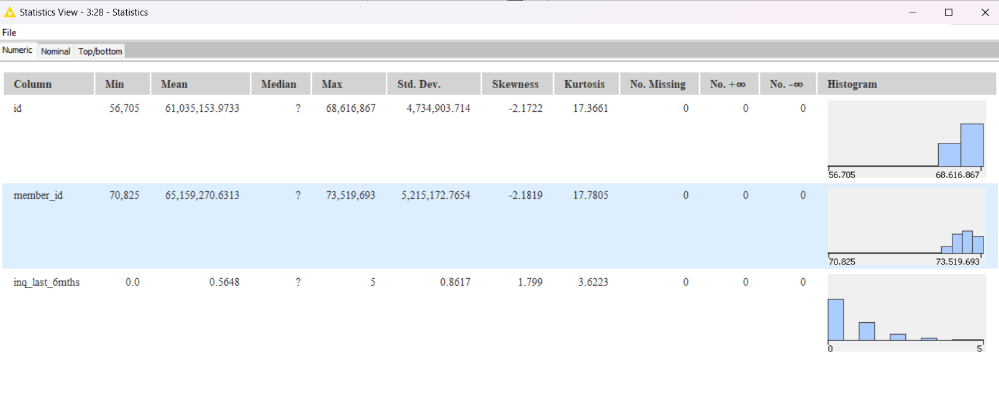 Statistics View - 3:28 - Statistics
File
Numeric Nominal Top/bottom
Column Min Mean Median Max Std. Dev. Skewness Kurtosis No. Missing No. +∞ No. -∞ Histogram
id 56,705 61,035,153.9733 ? 68,616,867 4,734,903.714 -2.1722 17.3661 0 0 0
56.705 68.616.867
member_id 70,825 65,159,270.6313 ? 73,519,693 5,215,172.7654 -2.1819 17.7805 0 0 0
70.825 73.519.693
inq_last_6mths 0.0 0.5648 ? 5 0.8617 1.799 3.6223 0 0 0
0 5